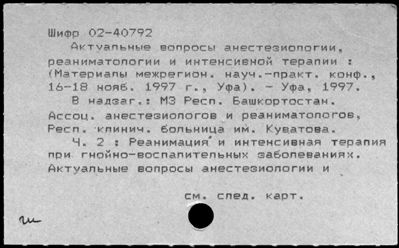 Шифр 02-40792
Актуальные вопросы анестезиологии,
реаниматологии и интенсивной терапии :
(Материалы межрегион. науч.-практ. конф.,
16-18 нояб. 1997 г., Уфа). - Уфа, 1997.
В надзаг.: МЗ Респ. Башкортостан.
Ассоц. анестезиологов и реаниматологов,
Респ. клинич. больница им. Куватова.
Ч. 2 : Реанимация и интенсивная терапия
при гнойно-воспалительных заболеваниях.
Актуальные вопросы анестезиологии и
см. след. карт.